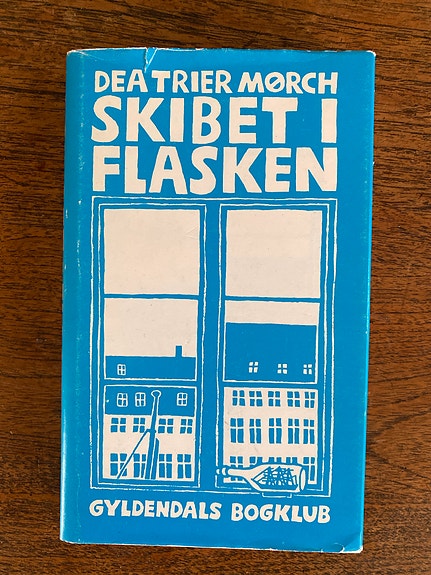 DEA TRIER MØRCH
SKIBET I
FLASKEN
GYLDENDALS BOGKLUB